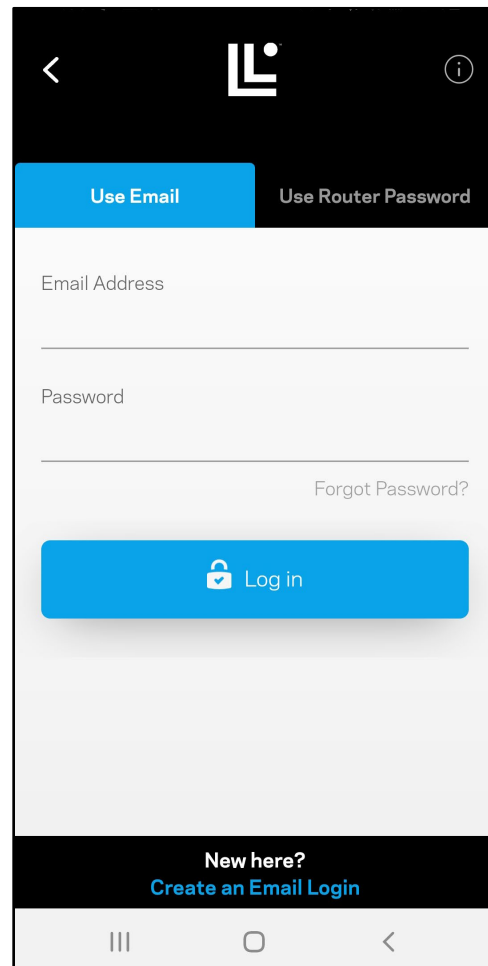 Use Email
Use Router Password
Email Address
Password
Forgot Password?
Log in
New here?
Create an Email Login